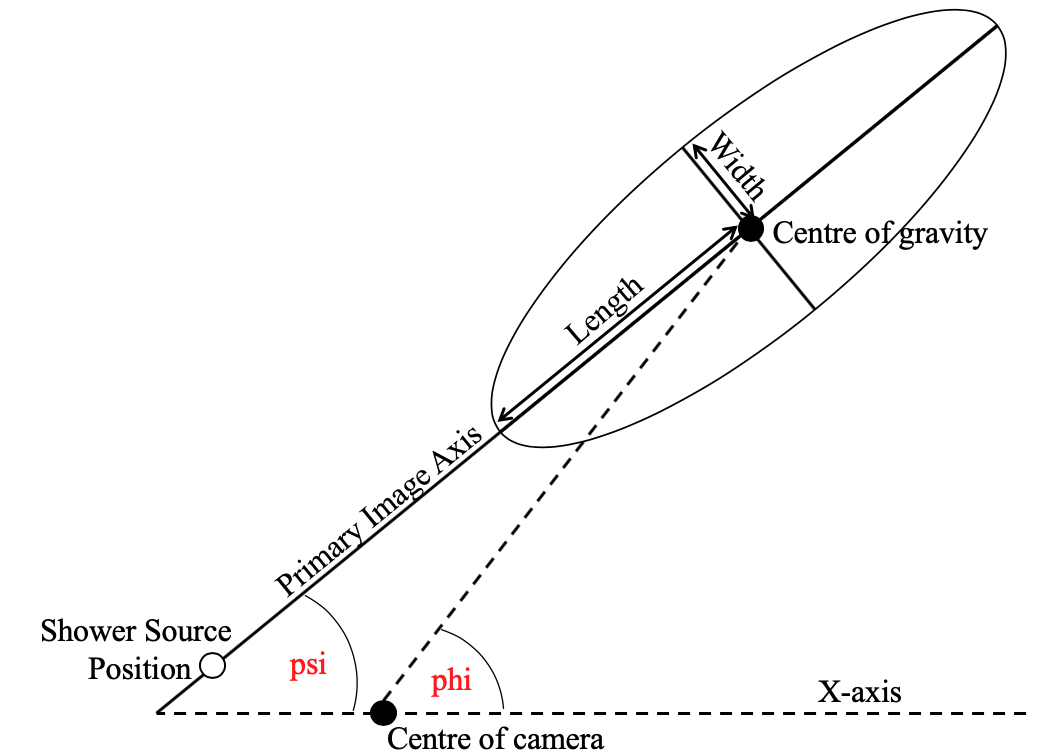 Width
Centre of gravity
Length
Primary Image Axis
Shower Source
Position
psi
phi
X-axis
Centre of camera